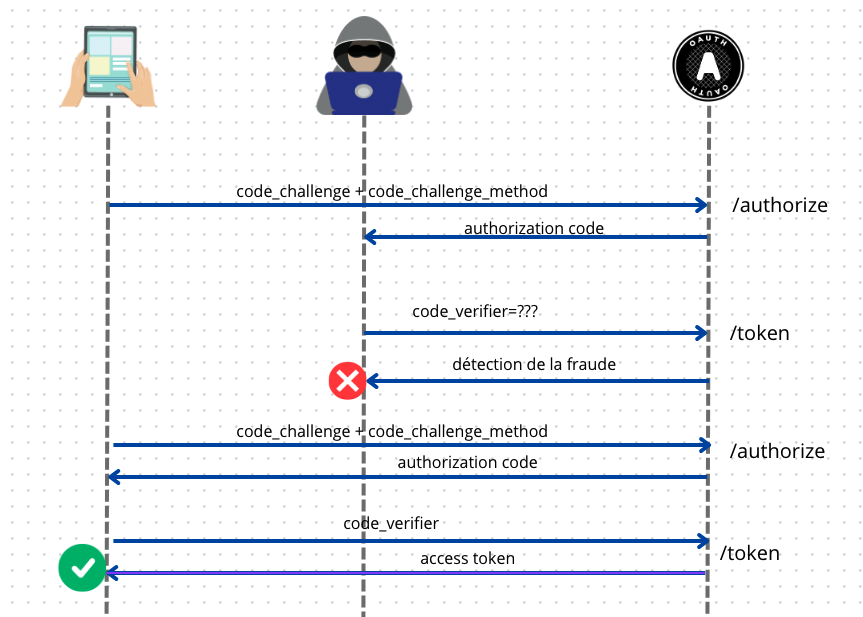 OAUTH
A
OAUTH
code_challenge + code_challenge_method
/authorize
authorization code
code_verifier=???
/token
détection de la fraude
code_challenge + code_challenge_method
/authorize
authorization code
code_verifier
/token
access token